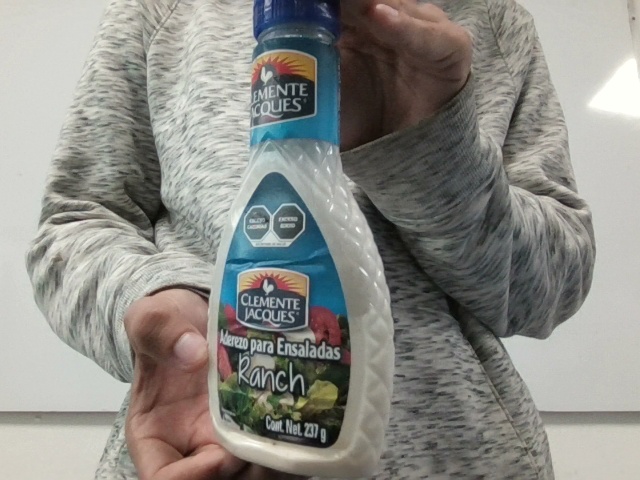 CLEMENTE
JACQUES
CLEMENTE
JACQUES
Aderezo para Ensaladas
Ranch
Cont. Net. 237 g